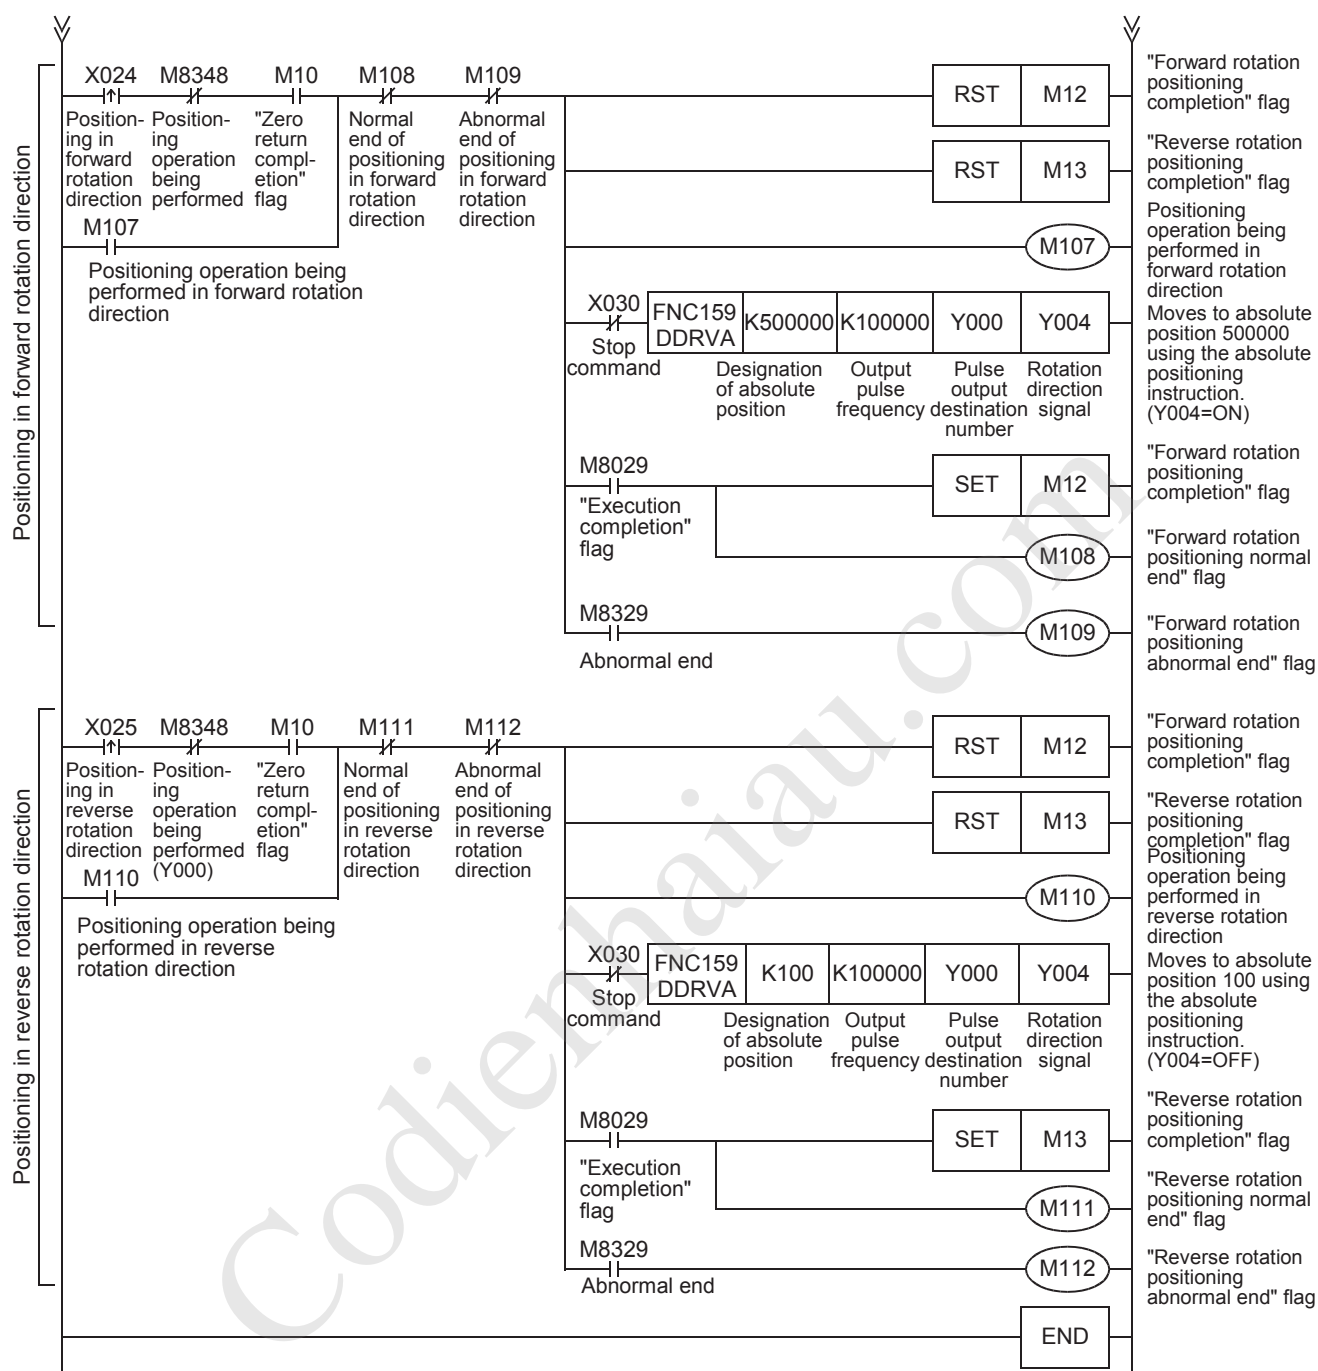 Positioning in forward rotation direction
X024 M8348 M10 M108 M109
Position-
ing in
forward
rotation
direction
Position-
ing
operation
being
performed
"Zero
return
compl-
etion"
flag
Normal
end of
positioning
in forward
rotation
direction
Abnormal
end of
positioning
in forward
rotation
direction
RST M12
"Forward rotation
positioning
completion" flag
RST M13
"Reverse rotation
positioning
completion" flag
M107
Positioning operation being
performed in forward rotation
direction
M107
Positioning
operation being
performed in
forward rotation
direction
X030
Stop
command
FNC159
DDRVA
K500000 K100000 Y000 Y004
Designation
of absolute
position
Output
pulse
frequency
Pulse
output
destination
number
Rotation
direction
signal
Moves to absolute
position 500000
using the absolute
positioning
instruction.
(Y004=ON)
M8029
"Execution
completion"
flag
SET M12
"Forward rotation
positioning
completion" flag
M108
"Forward rotation
positioning normal
end" flag
M8329
Abnormal end
M109
"Forward rotation
positioning
abnormal end" flag
Positioning in reverse rotation direction
X025 M8348 M10 M111 M112
Position-
ing in
reverse
rotation
direction
Position-
ing
operation
being
performed
(Y000)
"Zero
return
compl-
etion"
flag
Normal
end of
positioning
in reverse
rotation
direction
Abnormal
end of
positioning
in reverse
rotation
direction
RST M12
"Forward rotation
positioning
completion" flag
RST M13
"Reverse rotation
positioning
completion" flag
M110
Positioning operation being
performed in reverse
rotation direction
M110
Positioning
operation being
performed in
reverse rotation
direction
X030
Stop
command
FNC159
DDRVA
K100 K100000 Y000 Y004
Designation
of absolute
position
Output
pulse
frequency
Pulse
output
destination
number
Rotation
direction
signal
Moves to absolute
position 100 using
the absolute
positioning
instruction.
(Y004=OFF)
M8029
"Execution
completion"
flag
SET M13
"Reverse rotation
positioning
completion" flag
M111
"Reverse rotation
positioning normal
end" flag
M8329
Abnormal end
M112
"Reverse rotation
positioning
abnormal end" flag
END
Codienhaiau.com